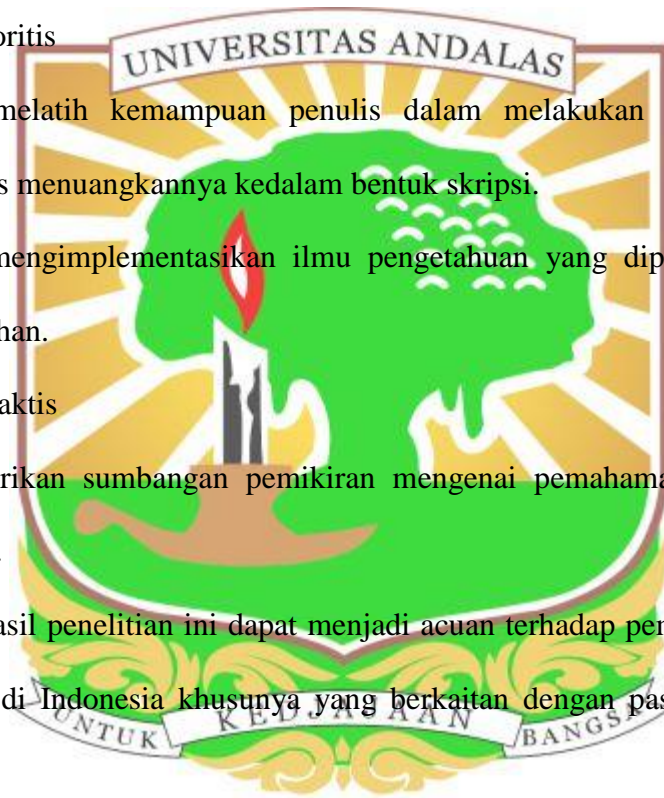 oritis
UNIVERSITAS ANDALAS
melatih kemampuan penulis dalam melakukan
s menuangkannya kedalam bentuk skripsi.
mengimplementasikan ilmu pengetahuan yang dip
han.
aktis
rikan sumbangan pemikiran mengenai pemahama
asil penelitian ini dapat menjadi acuan terhadap pen
di Indonesia khusunya yang berkaitan dengan pas
UNTUK KEDJAJAAN BANGSA